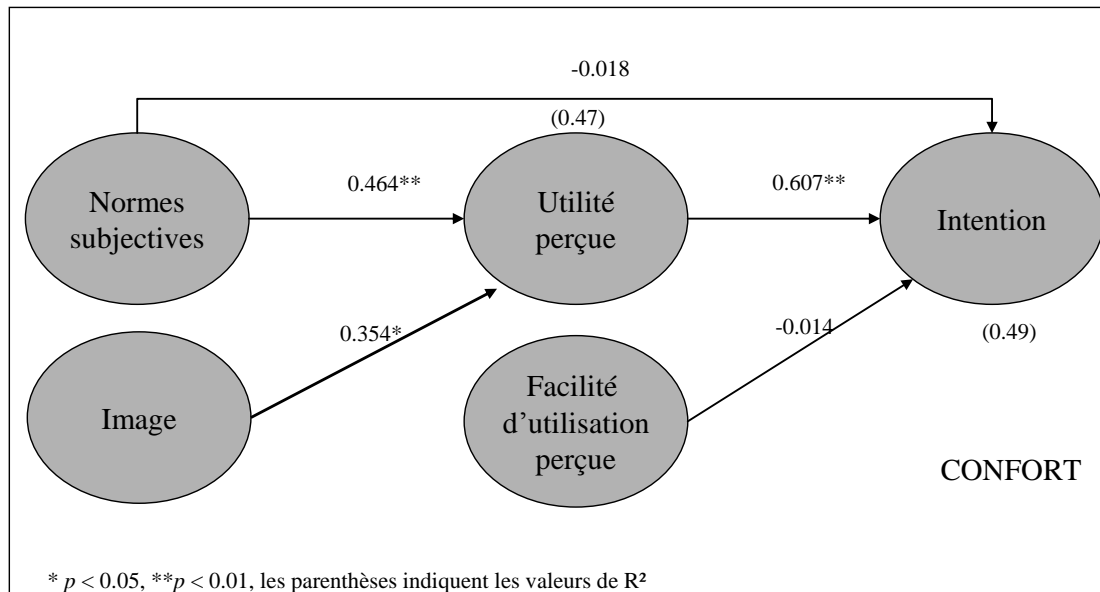 -0.018
(0.47)
0.464**
0.607**
Normes
subjectives
Utilité
perçue
Intention
0.354*
-0.014
(0.49)
Image
Facilité
d’utilisation
perçue
CONFORT
* p < 0.05, **p < 0.01, les parenthèses indiquent les valeurs de R²